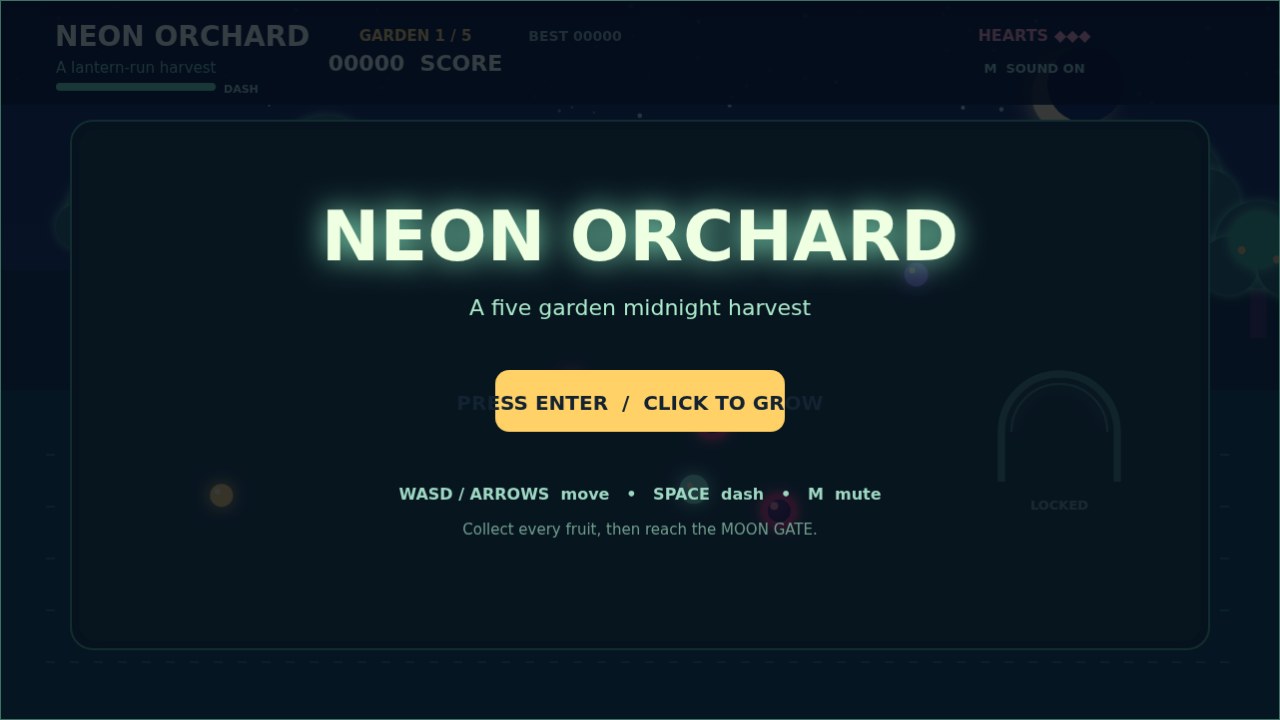 NEON ORCHARD
GARDEN 1 / 5
BEST 00000
HEARTS ◆◆◆
A lantern-run harvest
00000 SCORE
M SOUND ON
DASH
NEON ORCHARD
A five garden midnight harvest
PRESS ENTER / CLICK TO GROW
WASD / ARROWS move • SPACE dash • M mute
LOCKED
Collect every fruit, then reach the MOON GATE.